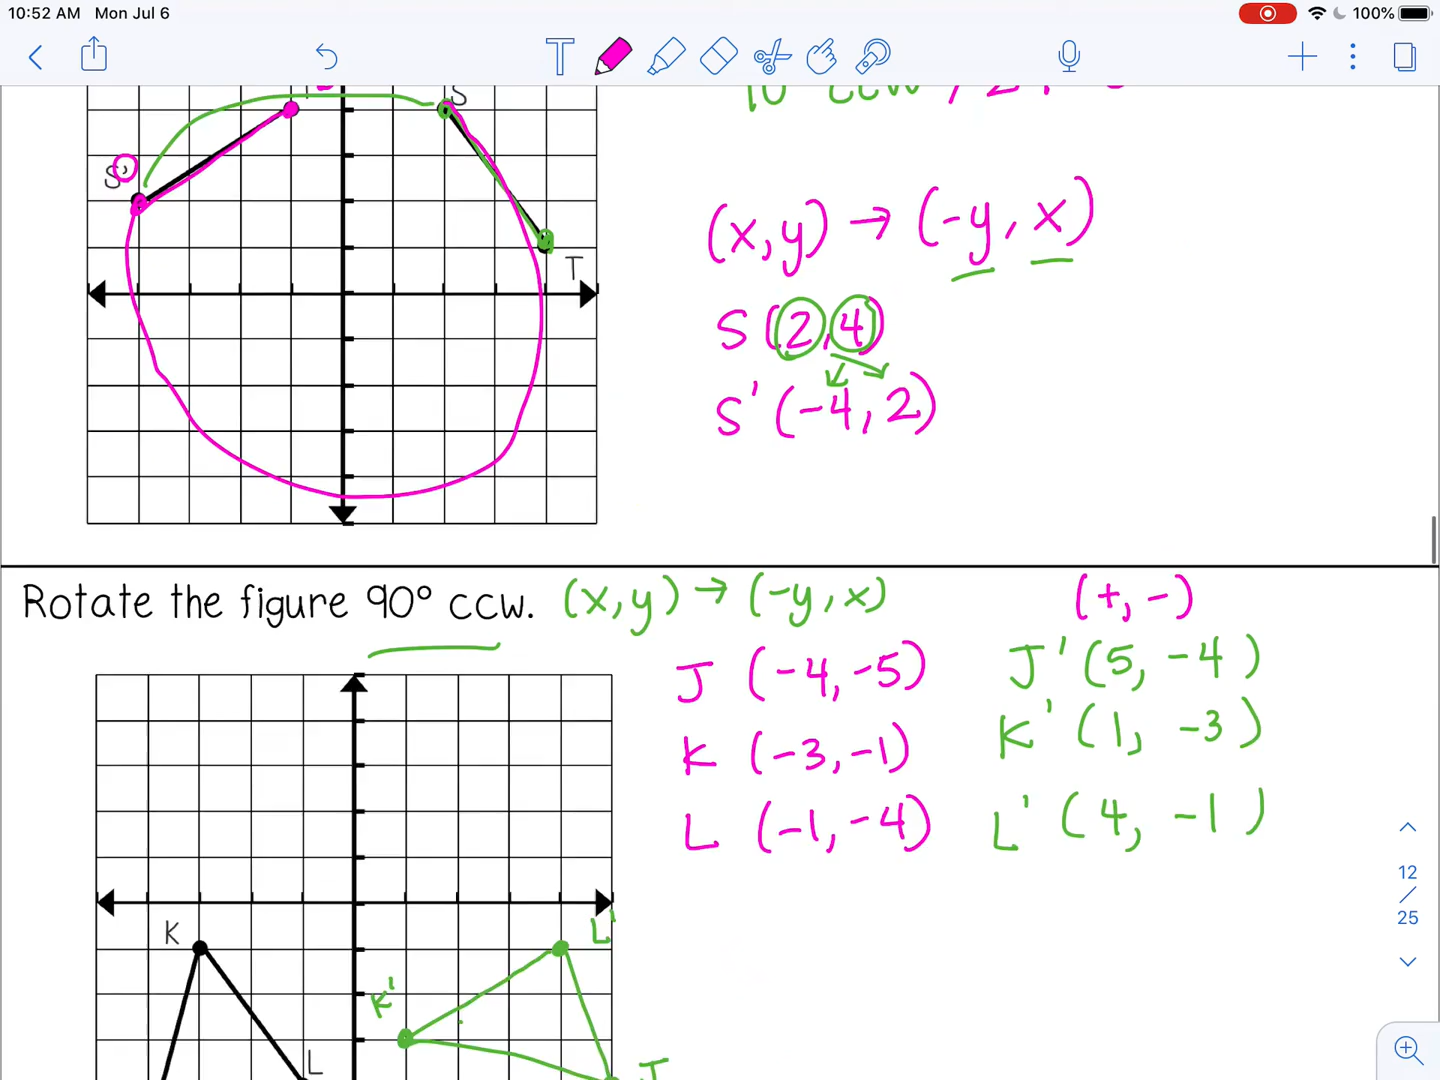 10:52 AM Mon Jul 6
100%
T
S
S'
T
ccw
(x,y) → (-y, x)
S (2,4)
S' (-4, 2)
Rotate the figure 90° ccw. (x,y) → (-y,x)
(+, -)
J (-4,-5)
J' (5, -4)
K (-3,-1)
K' (1, -3)
L (-1,-4)
L' (4, -1)
K
L'
K'
L
J
12
/
25